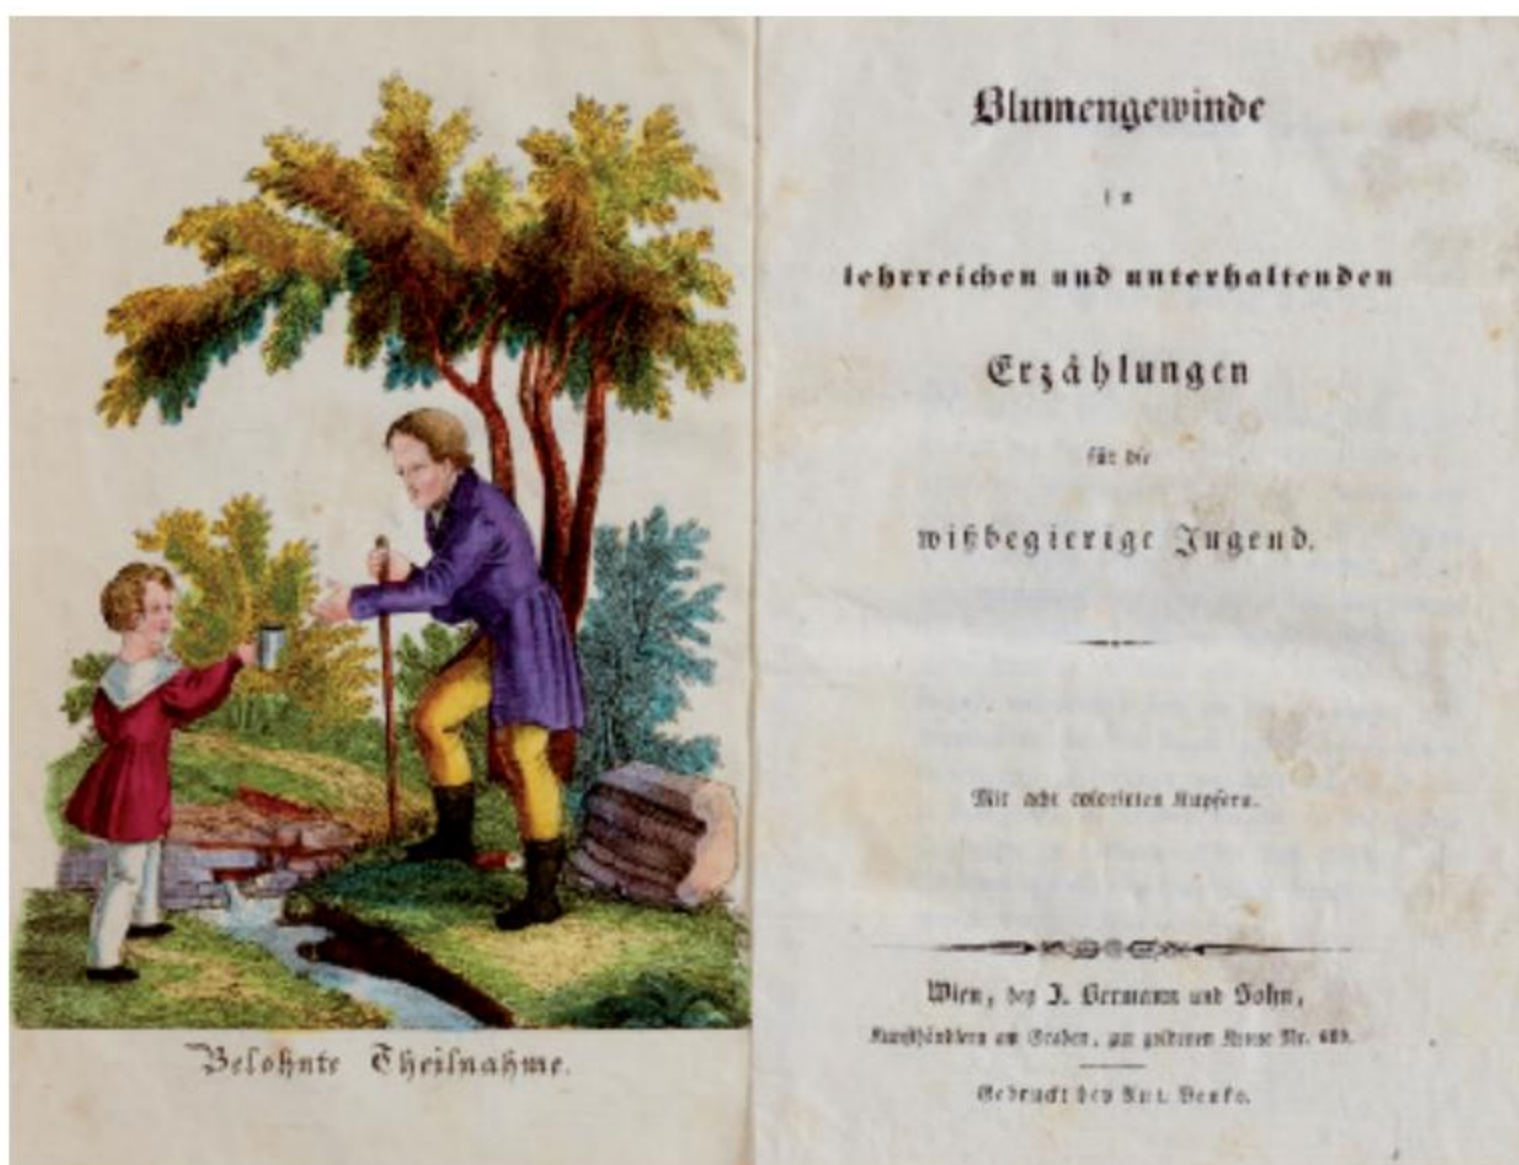 Belohnte Theilnahme.
Blumengewinde
in
lehrreichen und unterhaltenden
Erzählungen
für die
wißbegierige Jugend.
Mit acht colorirten Kupfern.
Wien, bey J. Bermann und Sohn,
Kunsthändlern am Graben, zur goldenen Krone Nr. 619.
Gedruckt bey Ant. Benko.